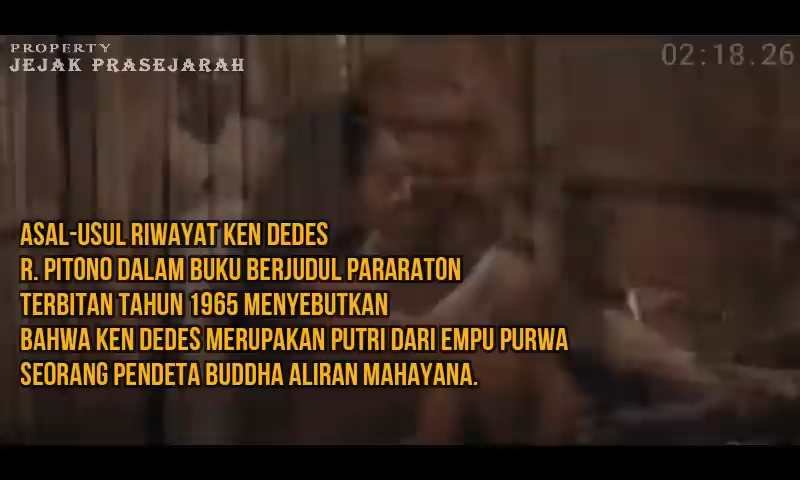 PROPERTY
JEJAK PRASEJARAH
02:18.26
ASAL-USUL RIWAYAT KEN DEDES
R. PITONO DALAM BUKU BERJUDUL PARARATON
TERBITAN TAHUN 1965 MENYEBUTKAN
BAHWA KEN DEDES MERUPAKAN PUTRI DARI EMPU PURWA
SEORANG PENDETA BUDDHA ALIRAN MAHAYANA.